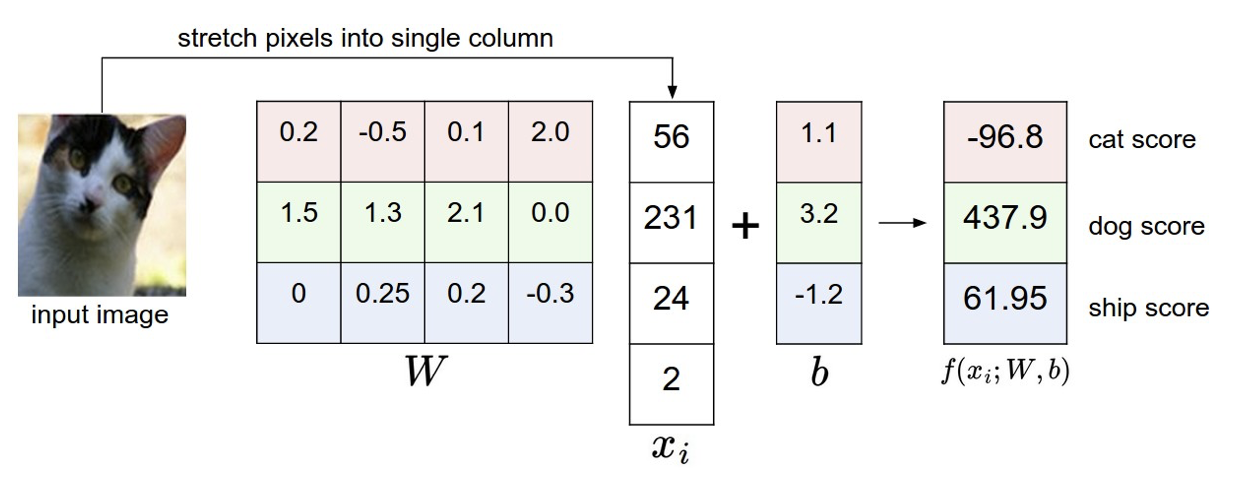 stretch pixels into single column
input image
0.2 -0.5 0.1 2.0
1.5 1.3 2.1 0.0
0 0.25 0.2 -0.3
W
56
231
24
2
x_i
+
1.1
3.2
-1.2
b
-96.8 cat score
437.9 dog score
61.95 ship score
f(x_i; W, b)